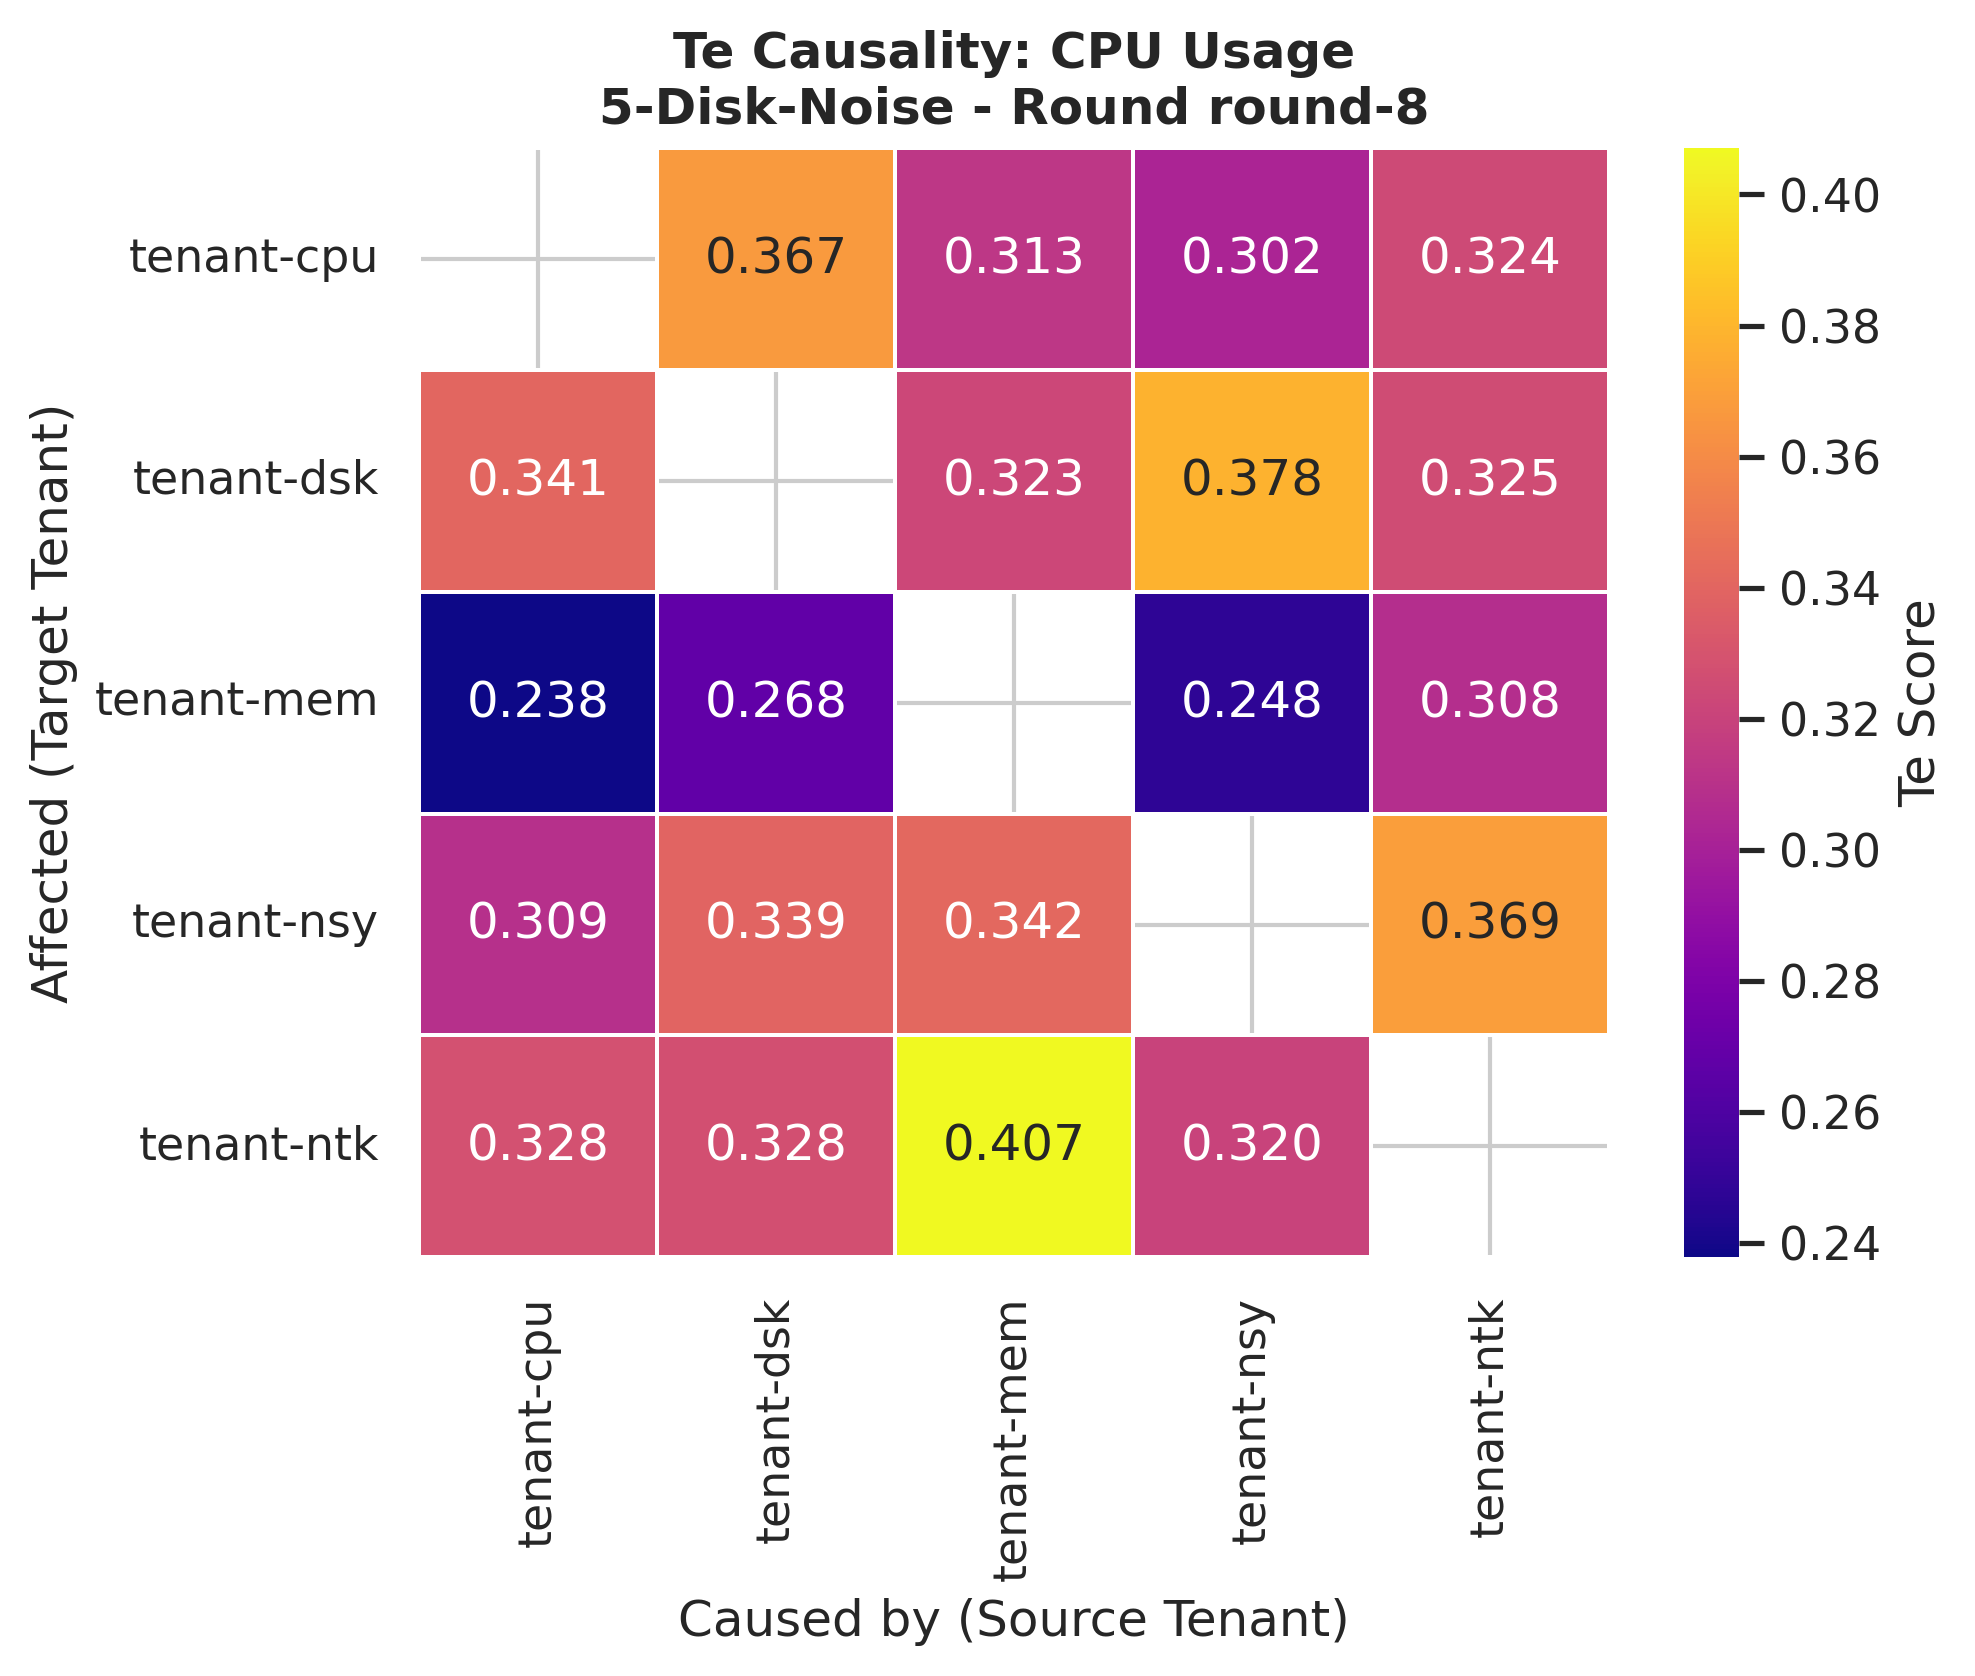 Te Causality: CPU Usage
5-Disk-Noise - Round round-8
Affected (Target Tenant)
tenant-cpu 0.367 0.313 0.302 0.324
tenant-dsk 0.341 0.323 0.378 0.325
tenant-mem 0.238 0.268 0.248 0.308
tenant-nsy 0.309 0.339 0.342 0.369
tenant-ntk 0.328 0.328 0.407 0.320
tenant-cpu
tenant-dsk
tenant-mem
tenant-nsy
tenant-ntk
Caused by (Source Tenant)
0.40
0.38
0.36
0.34
0.32
0.30
0.28
0.26
0.24
Te Score